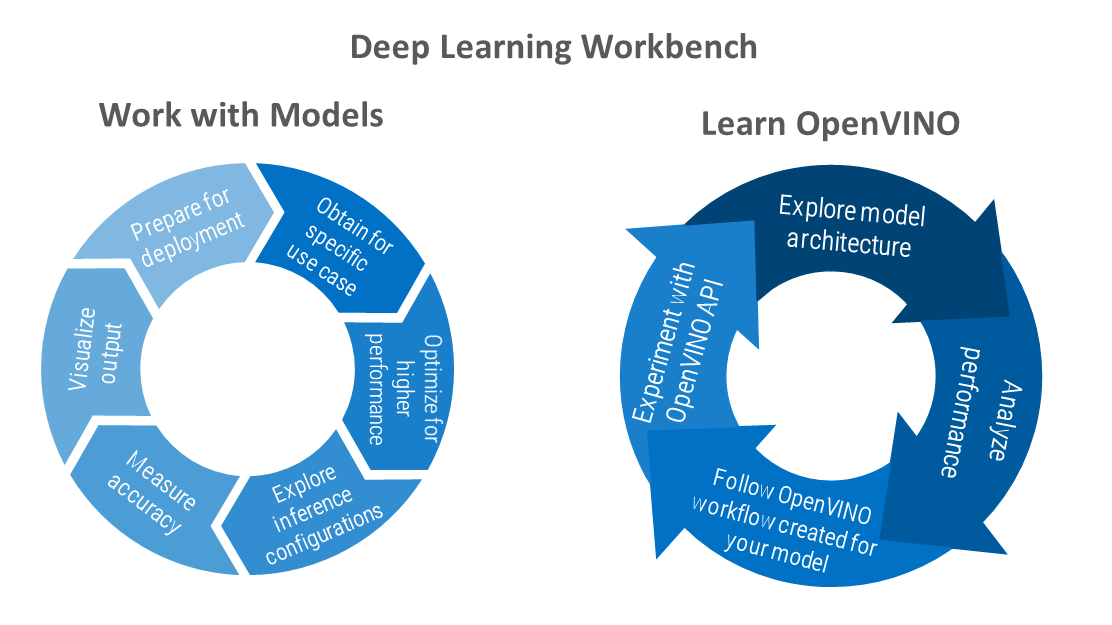 Deep Learning Workbench
Work with Models
Obtain for
specific
use case
Optimize for
higher
performance
Explore
inference
configurations
Measure
accuracy
Visualize
output
Prepare for
deployment
Learn OpenVINO
Explore model
architecture
Analyze
performance
Follow OpenVINO
workflow created for
your model
Experiment with
OpenVINO API